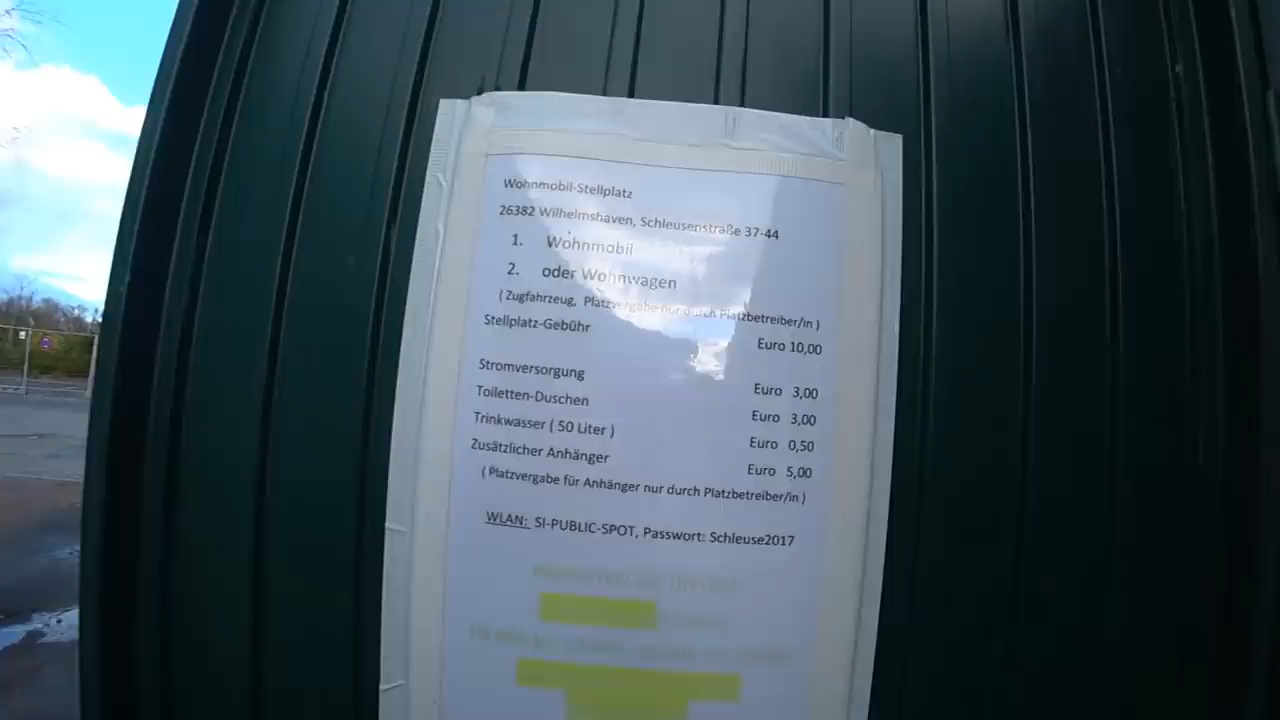 Wohnmobil-Stellplatz
26382 Wilhelmshaven, Schleusenstraße 37-44
1. Wohnmobil
2. oder Wohnwagen
( Zugfahrzeug, Platzvergabe nur durch Platzbetreiber/in )
Stellplatz-Gebühr Euro 10,00
Stromversorgung Euro 3,00
Toiletten-Duschen Euro 3,00
Trinkwasser ( 50 Liter ) Euro 0,50
Zusätzlicher Anhänger Euro 5,00
( Platzvergabe für Anhänger nur durch Platzbetreiber/in )
WLAN: SI-PUBLIC-SPOT, Passwort: Schleuse2017